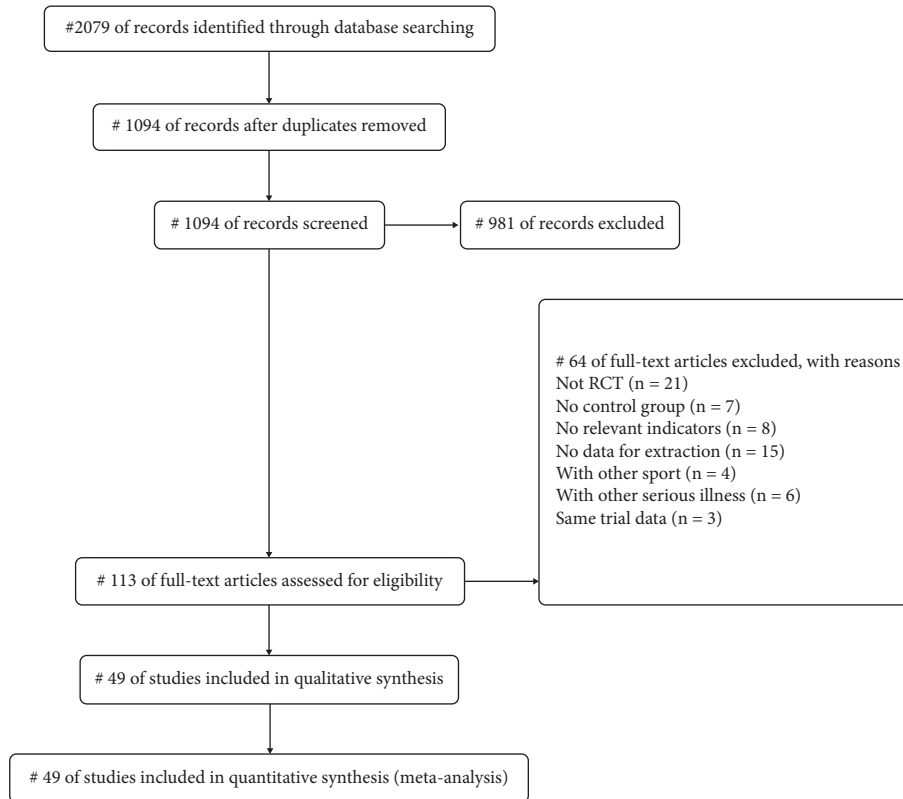 #2079 of records identified through database searching
# 1094 of records after duplicates removed
# 1094 of records screened
# 981 of records excluded
# 64 of full-text articles excluded, with reasons
Not RCT (n = 21)
No control group (n = 7)
No relevant indicators (n = 8)
No data for extraction (n = 15)
With other sport (n = 4)
With other serious illness (n = 6)
Same trial data (n = 3)
# 113 of full-text articles assessed for eligibility
# 49 of studies included in qualitative synthesis
# 49 of studies included in quantitative synthesis (meta-analysis)